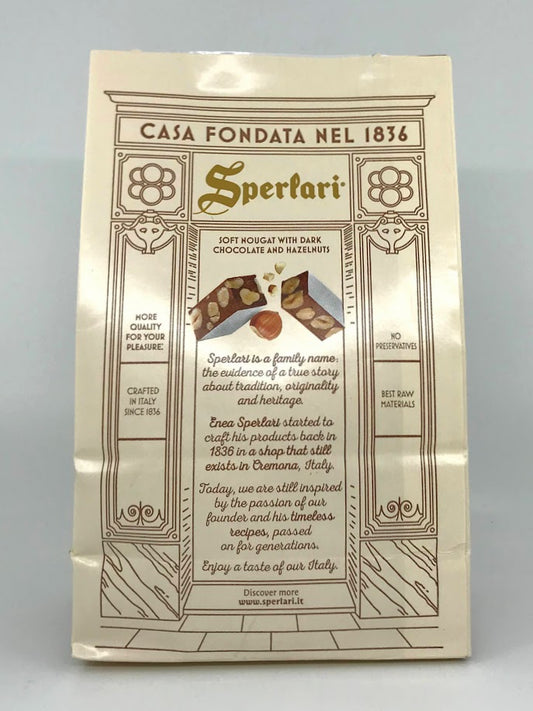 CASA FONDATA NEL 1836
Sperlari
SOFT NOUGAT WITH DARK
CHOCOLATE AND HAZELNUTS
MORE
QUALITY
FOR YOUR
PLEASURE.
CRAFTED
IN ITALY
SINCE 1836
NO
PRESERVATIVES
BEST RAW
MATERIALS
Sperlari is a family name:
the evidence of a true story
about tradition, originality
and heritage.
Enea Sperlari started to
craft his products back in
1836 in a shop that still
exists in Cremona, Italy.
Today, we are still inspired
by the passion of our
founder and his timeless
recipes, passed
on for generations.
Enjoy a taste of our Italy.
Discover more
www.sperlari.it